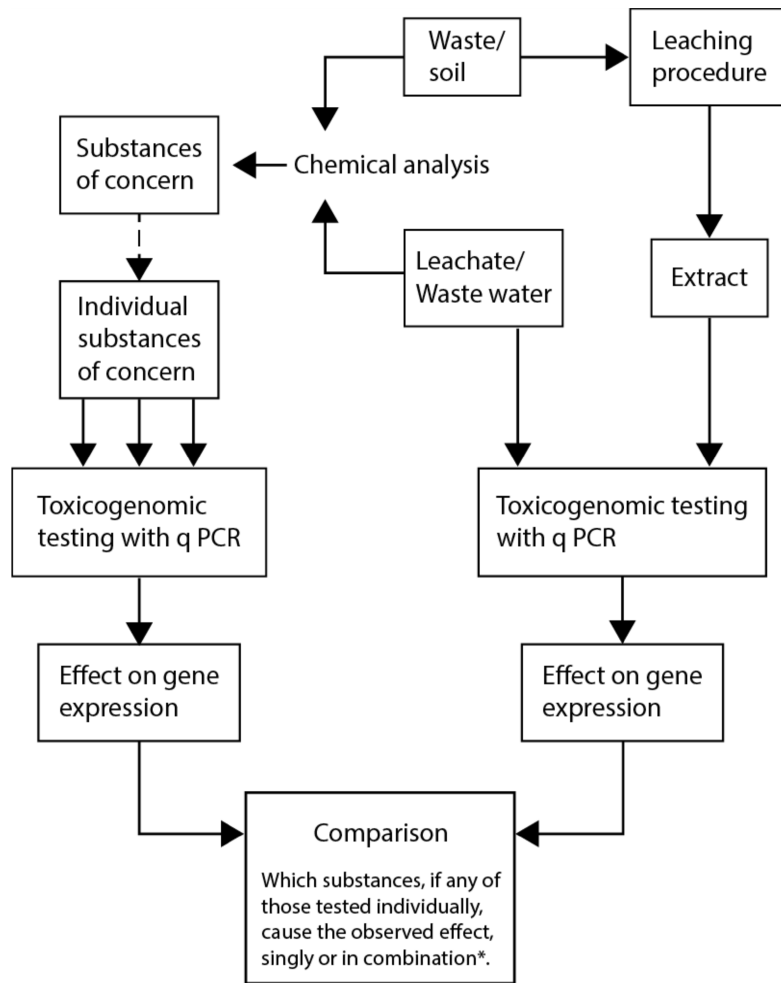 Waste/
soil
Leaching
procedure
Substances
of concern
Chemical analysis
Leachate/
Waste water
Extract
Individual
substances
of concern
Toxicogenomic
testing with q PCR
Toxicogenomic testing
with q PCR
Effect on gene
expression
Effect on gene
expression
Comparison
Which substances, if any of
those tested individually,
cause the observed effect,
singly or in combination*.